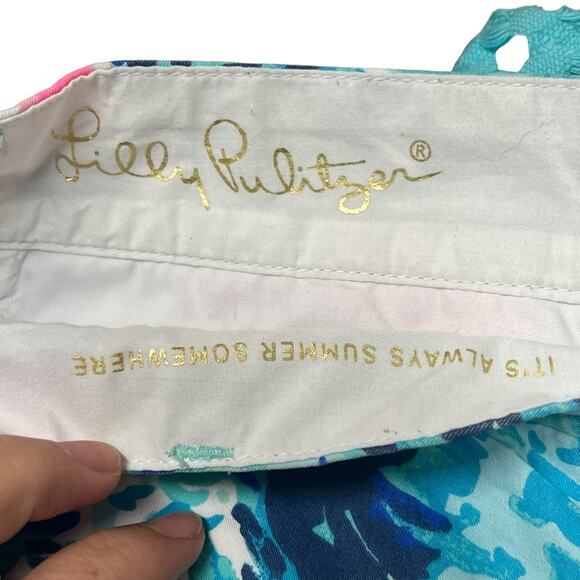 Lilly Pulitzer®
IT'S ALWAYS SUMMER SOMEWHERE